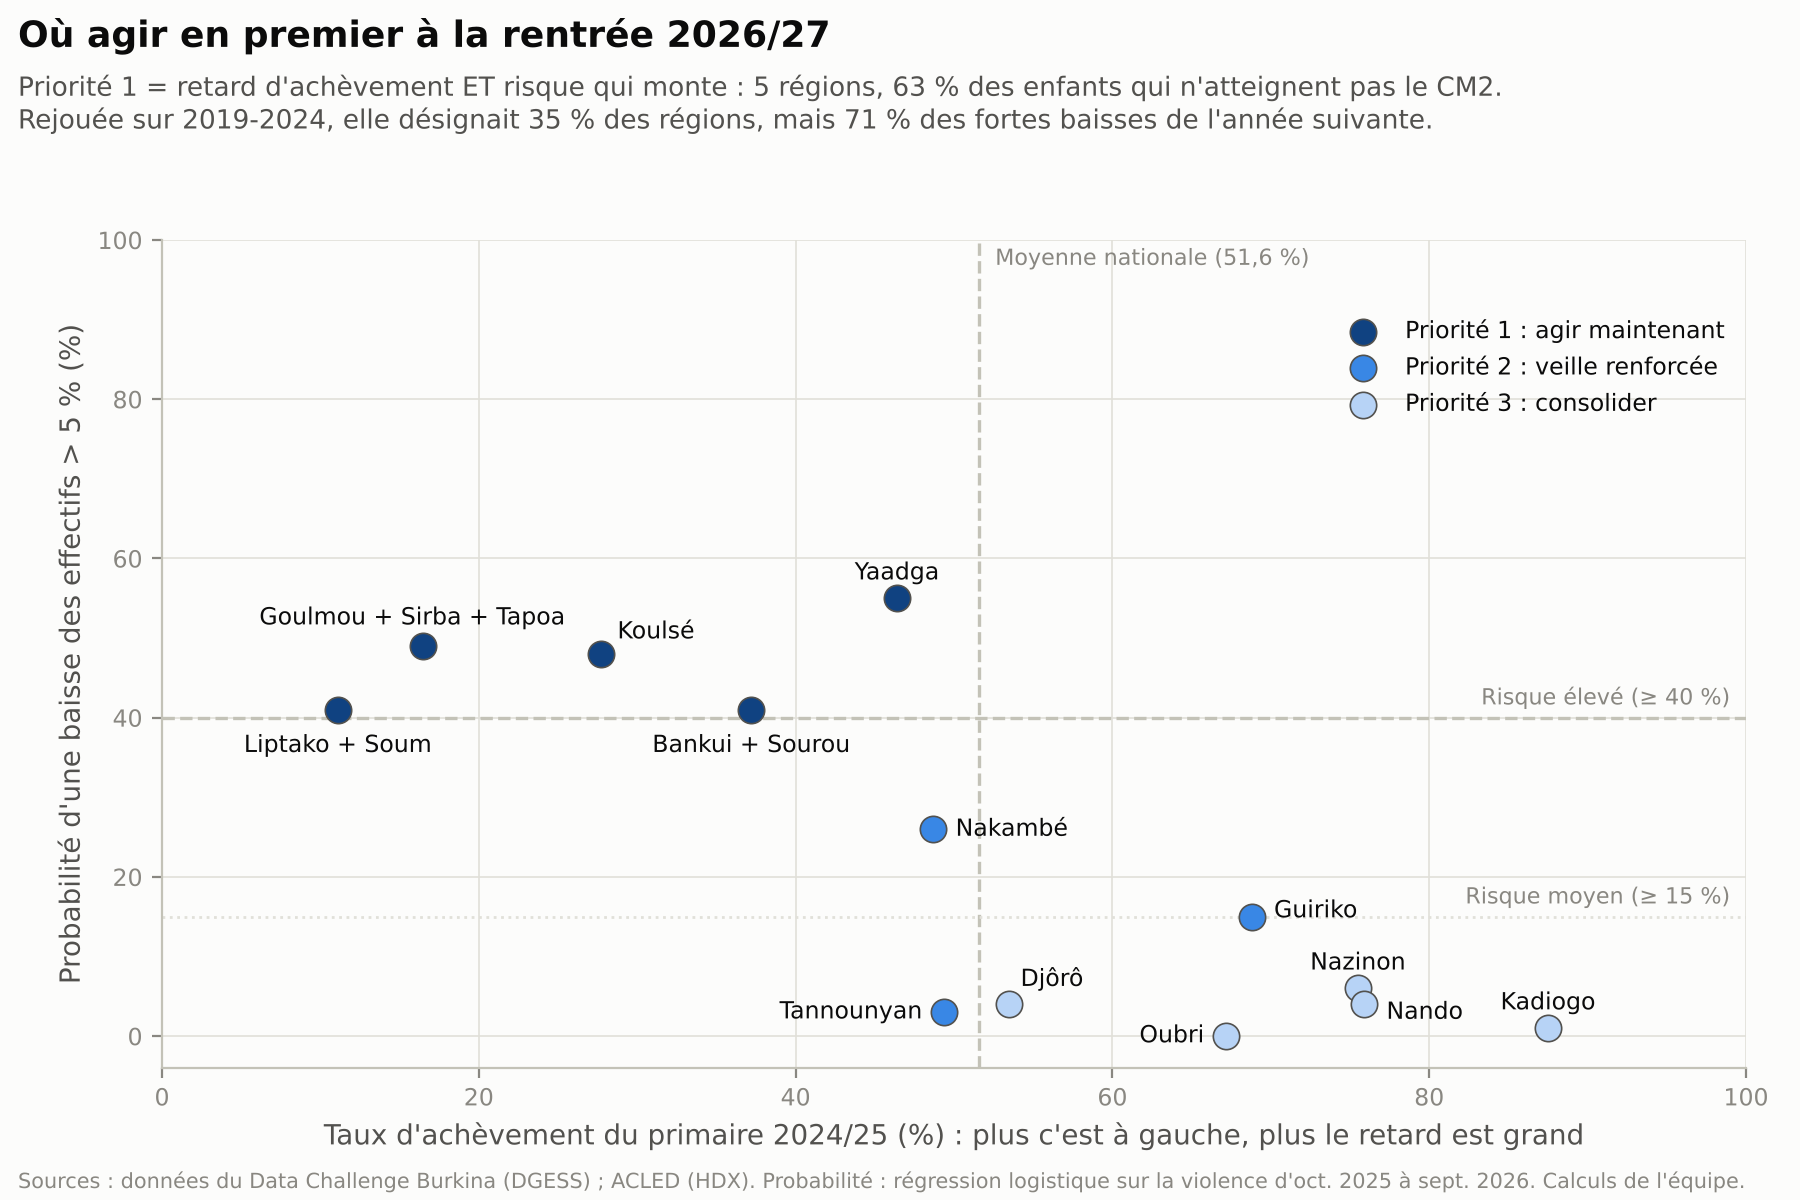 Où agir en premier à la rentrée 2026/27
Priorité 1 = retard d'achèvement ET risque qui monte : 5 régions, 63 % des enfants qui n'atteignent pas le CM2.
Rejouée sur 2019-2024, elle désignait 35 % des régions, mais 71 % des fortes baisses de l'année suivante.
100
Moyenne nationale (51,6 %)
Priorité 1 : agir maintenant
Priorité 2 : veille renforcée
Priorité 3 : consolider
80
60
Yaadga
Goulmou + Sirba + Tapoa
Koulsé
Risque élevé (≥ 40 %)
40
Liptako + Soum
Bankui + Sourou
Nakambé
20
Risque moyen (≥ 15 %)
Guiriko
Nazinon
Djôrô
Kadiogo
Tannounyan
Nando
Oubri
0
Probabilité d'une baisse des effectifs > 5 % (%)
0 20 40 60 80 100
Taux d'achèvement du primaire 2024/25 (%) : plus c'est à gauche, plus le retard est grand
Sources : données du Data Challenge Burkina (DGESS) ; ACLED (HDX). Probabilité : régression logistique sur la violence d'oct. 2025 à sept. 2026. Calculs de l'équipe.